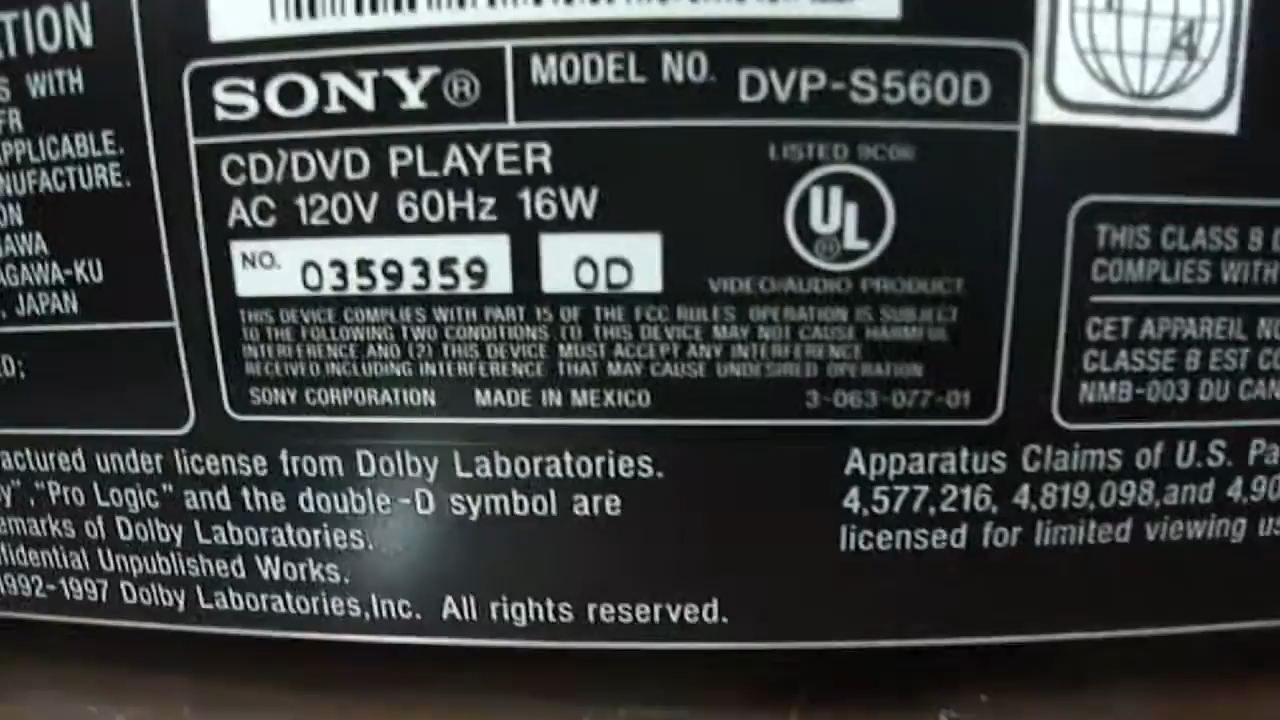 TION
S WITH
FR
APPLICABLE.
NUFACTURE.
ON
AWA
AGAWA-KU
, JAPAN
D:
SONY®
MODEL NO. DVP-S560D
CD/DVD PLAYER
AC 120V 60Hz 16W
NO. 0359359 0D
LISTED
UL
VIDEO/AUDIO PRODUCT
THIS DEVICE COMPLIES WITH PART 15 OF THE FCC RULES OPERATION IS SUBJECT
TO THE FOLLOWING TWO CONDITIONS (1) THIS DEVICE MAY NOT CAUSE HARMFUL
INTERFERENCE AND (2) THIS DEVICE MUST ACCEPT ANY INTERFERENCE
RECEIVED INCLUDING INTERFERENCE THAT MAY CAUSE UNDESIRED OPERATION
SONY CORPORATION MADE IN MEXICO 3-063-077-01
4
THIS CLASS B
COMPLIES WITH
CET APPAREIL
CLASSE B EST CO
NMB-003 DU CAN
actured under license from Dolby Laboratories.
y","Pro Logic" and the double-D symbol are
emarks of Dolby Laboratories.
fidential Unpublished Works.
1992-1997 Dolby Laboratories,Inc. All rights reserved.
Apparatus Claims of U.S. Pa
4,577,216, 4,819,098,and 4,90
licensed for limited viewing us